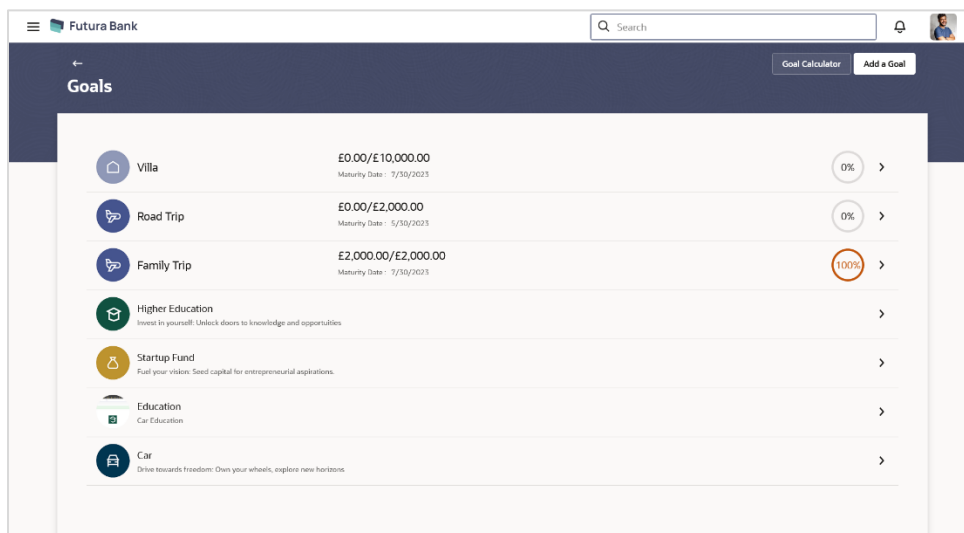 Futura Bank
Search
Goals
Goal Calculator
Add a Goal
Villa
£0.00/£10,000.00
Maturity Date : 7/30/2023
0%
Road Trip
£0.00/£2,000.00
Maturity Date : 5/30/2023
0%
Family Trip
£2,000.00/£2,000.00
Maturity Date : 7/30/2023
100%
Higher Education
Invest in yourself: Unlock doors to knowledge and opportuities
Startup Fund
Fuel your vision: Seed capital for entrepreneurial aspirations.
Education
Car Education
Car
Drive towards freedom: Own your wheels, explore new horizons